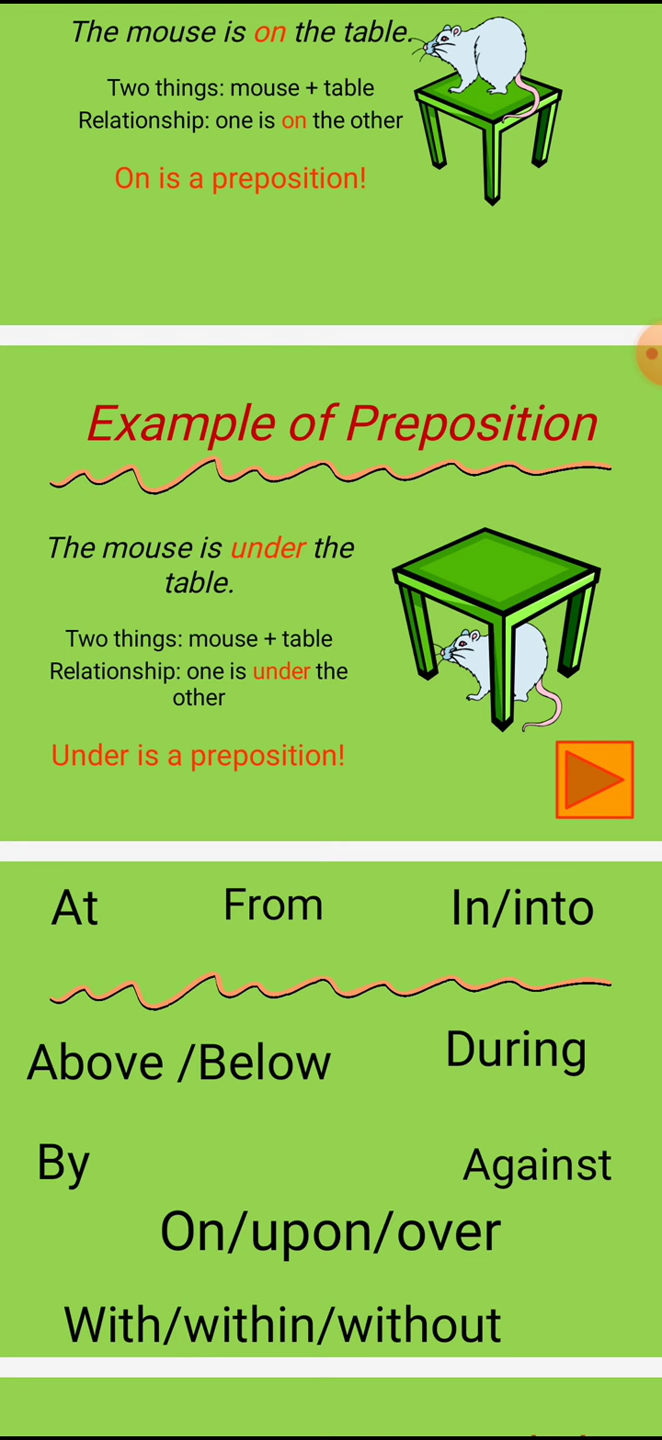 The mouse is on the table.
Two things: mouse + table
Relationship: one is on the other
On is a preposition!
Example of Preposition
The mouse is under the
table.
Two things: mouse + table
Relationship: one is under the
other
Under is a preposition!
At From In/into
Above /Below During
By Against
On/upon/over
With/within/without